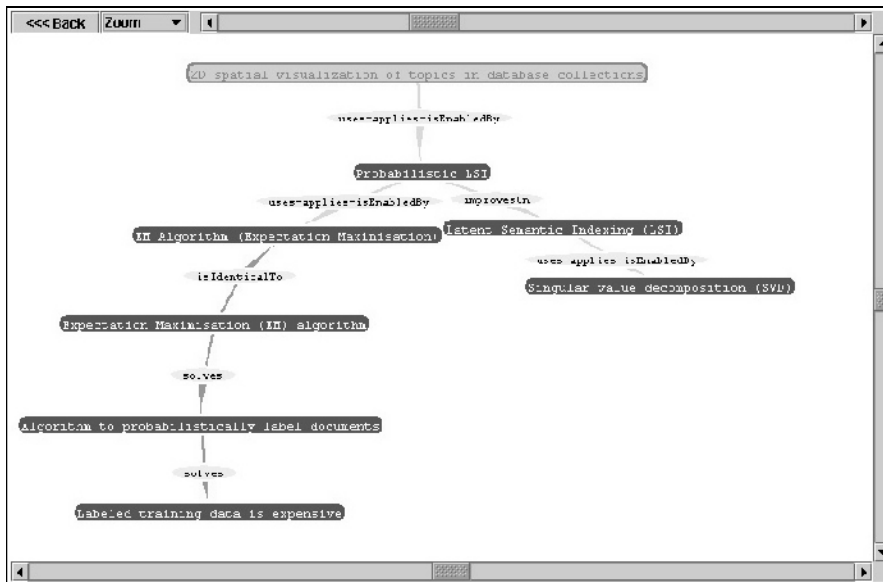 <<< Back Zoom
2D spatial visualization of topics in database collections
uses-applies-isEnabledBy
Probabilistic LSI
uses-applies-isEnabledBy improvesOn
EM Algorithm (Expectation Maximisation) Latent Semantic Indexing (LSI)
uses-applies-isEnabledBy
isIdenticalTo
Singular value decomposition (SVD)
Expectation Maximisation (EM) algorithm
solves
Algorithm to probabilistically label documents
solves
Labeled training data is expensive